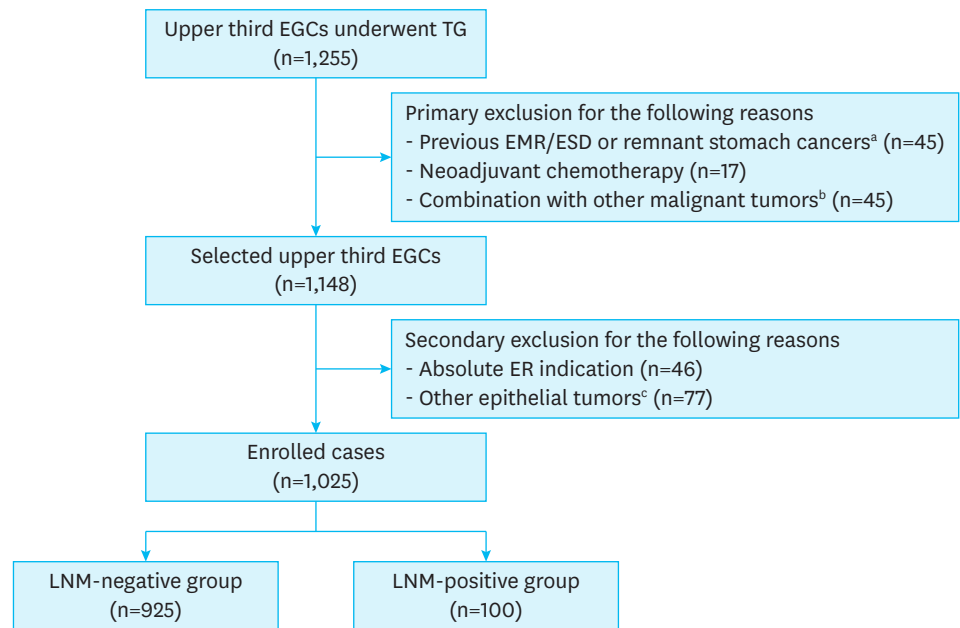 Upper third EGCs underwent TG
(n=1,255)
Primary exclusion for the following reasons
- Previous EMR/ESD or remnant stomach cancersᵃ (n=45)
- Neoadjuvant chemotherapy (n=17)
- Combination with other malignant tumorsᵇ (n=45)
Selected upper third EGCs
(n=1,148)
Secondary exclusion for the following reasons
- Absolute ER indication (n=46)
- Other epithelial tumorsᶜ (n=77)
Enrolled cases
(n=1,025)
LNM-negative group
(n=925)
LNM-positive group
(n=100)